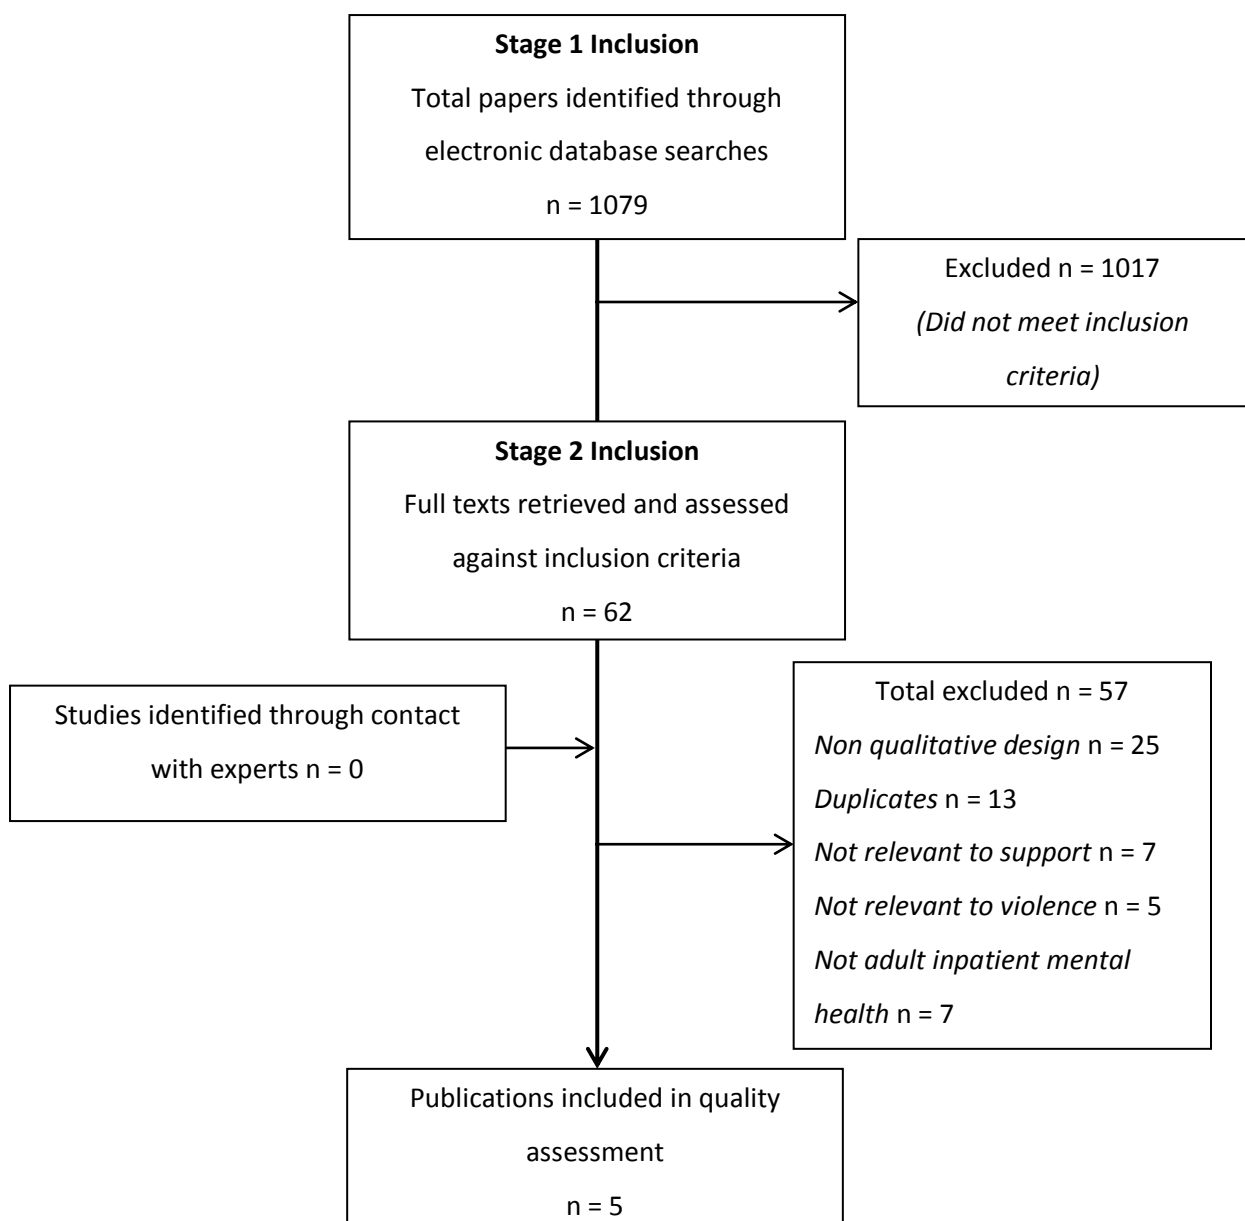 Stage 1 Inclusion
Total papers identified through
electronic database searches
n = 1079
Excluded n = 1017
(Did not meet inclusion
criteria)
Stage 2 Inclusion
Full texts retrieved and assessed
against inclusion criteria
n = 62
Studies identified through contact
with experts n = 0
Total excluded n = 57
Non qualitative design n = 25
Duplicates n = 13
Not relevant to support n = 7
Not relevant to violence n = 5
Not adult inpatient mental
health n = 7
Publications included in quality
assessment
n = 5